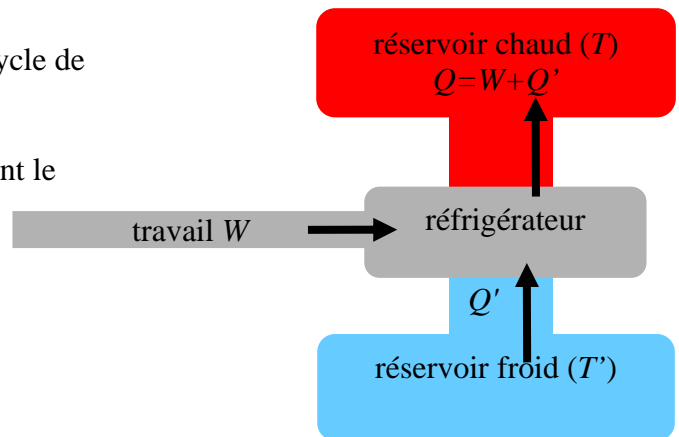 réservoir chaud (T)
ycle de
Q=W+Q’
nt le
travail W
réfrigérateur
Q'
réservoir froid (T’)